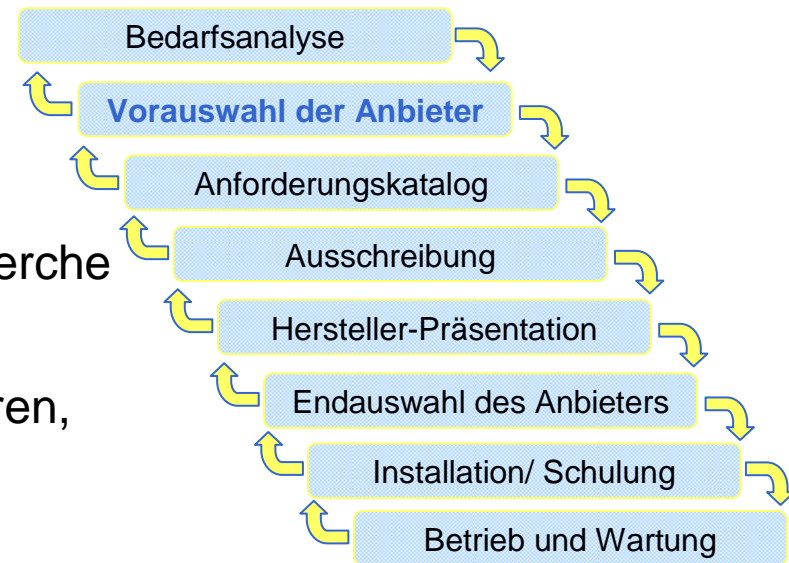 Bedarfsanalyse
Vorauswahl der Anbieter
Anforderungskatalog
erche
Ausschreibung
Hersteller-Präsentation
ren,
Endauswahl des Anbieters
Installation/ Schulung
Betrieb und Wartung